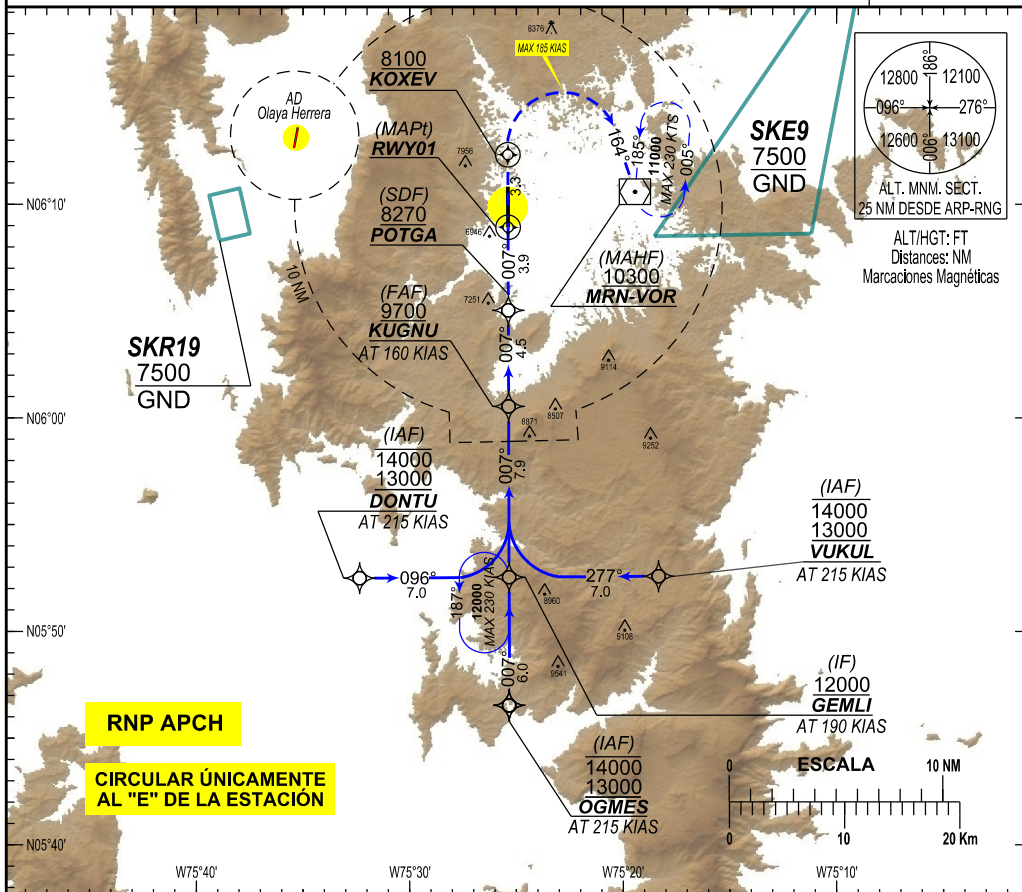 8376
MAX 185 KIAS
8100
KOXEV
AD
Olaya Herrera
(MAPt)
RWY01
7956
3.3
164°
185°
11000
MAX 230 KTS
005°
SKE9
7500
GND
186°
12800
12100
096°
276°
12600
13100
006°
ALT. MNM. SECT.
25 NM DESDE ARP-RNG
ALT/HGT: FT
Distances: NM
Marcaciones Magnéticas
N06°10'
(SDF)
8270
POTGA
6946
007°
3.9
(MAHF)
10300
MRN-VOR
10 NM
(FAF)
9700
KUGNU
AT 160 KIAS
7251
007°
4.5
9114
SKR19
7500
GND
N06°00'
8507
8871
9252
(IAF)
14000
13000
DONTU
AT 215 KIAS
007°
7.9
(IAF)
14000
13000
VUKUL
AT 215 KIAS
096°
7.0
277°
7.0
187°
12000
MAX 230 KIAS
8960
9108
N05°50'
007°
6.0
9541
(IF)
12000
GEMLI
AT 190 KIAS
RNP APCH
CIRCULAR ÚNICAMENTE
AL "E" DE LA ESTACIÓN
(IAF)
14000
13000
OGMES
AT 215 KIAS
0
ESCALA
10 NM
0
10
20 Km
N05°40'
W75°40'
W75°30'
W75°20'
W75°10'